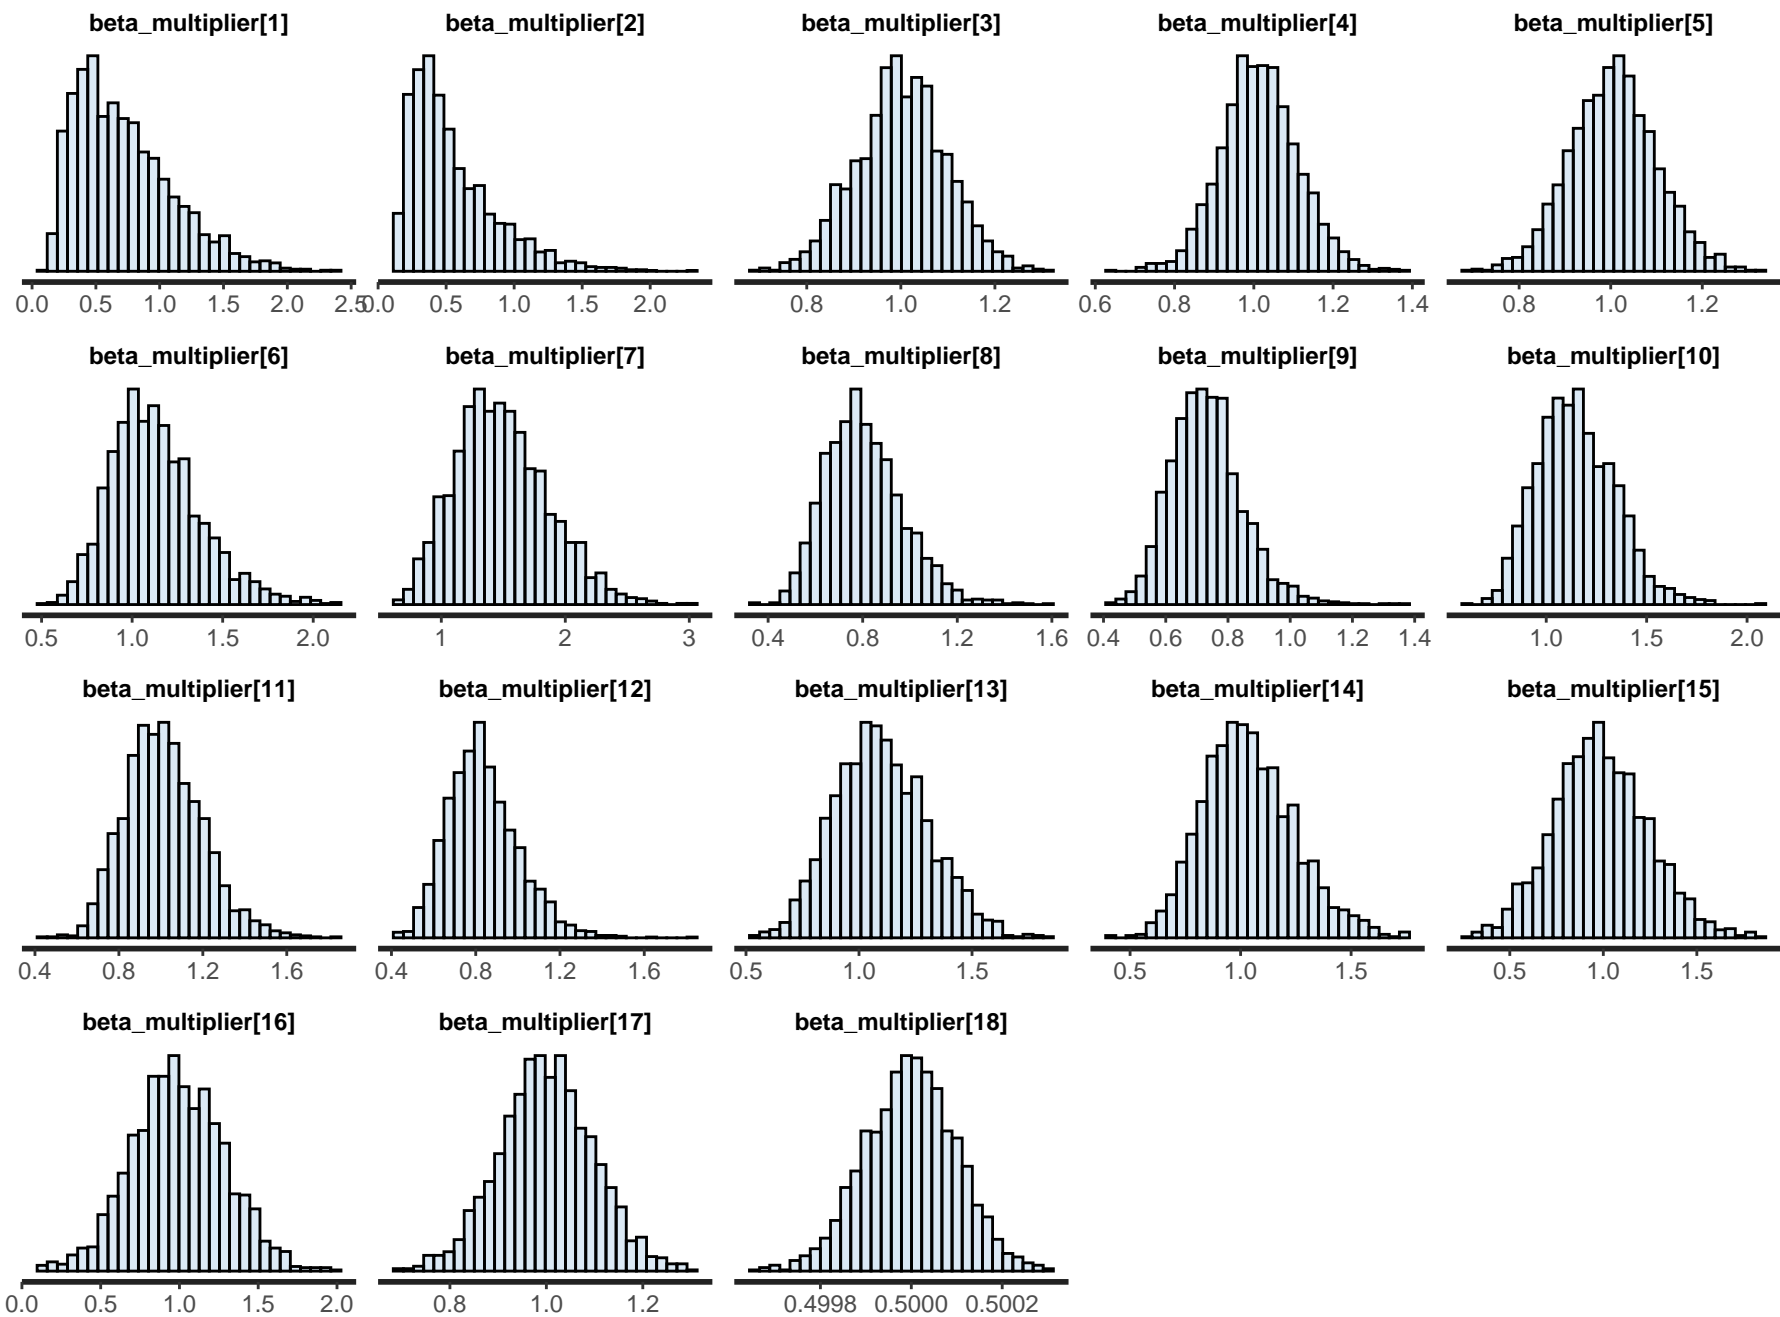 beta_multiplier[1] beta_multiplier[2] beta_multiplier[3] beta_multiplier[4] beta_multiplier[5]
0.0 0.5 1.0 1.5 2.0 2.5 0.0 0.5 1.0 1.5 2.0 0.8 1.0 1.2 0.6 0.8 1.0 1.2 1.4 0.8 1.0 1.2
beta_multiplier[6] beta_multiplier[7] beta_multiplier[8] beta_multiplier[9] beta_multiplier[10]
0.5 1.0 1.5 2.0 1 2 3 0.4 0.8 1.2 1.6 0.4 0.6 0.8 1.0 1.2 1.4 1.0 1.5 2.0
beta_multiplier[11] beta_multiplier[12] beta_multiplier[13] beta_multiplier[14] beta_multiplier[15]
0.4 0.8 1.2 1.6 0.4 0.8 1.2 1.6 0.5 1.0 1.5 0.5 1.0 1.5 0.5 1.0 1.5
beta_multiplier[16] beta_multiplier[17] beta_multiplier[18]
0.0 0.5 1.0 1.5 2.0 0.8 1.0 1.2 0.4998 0.5000 0.5002